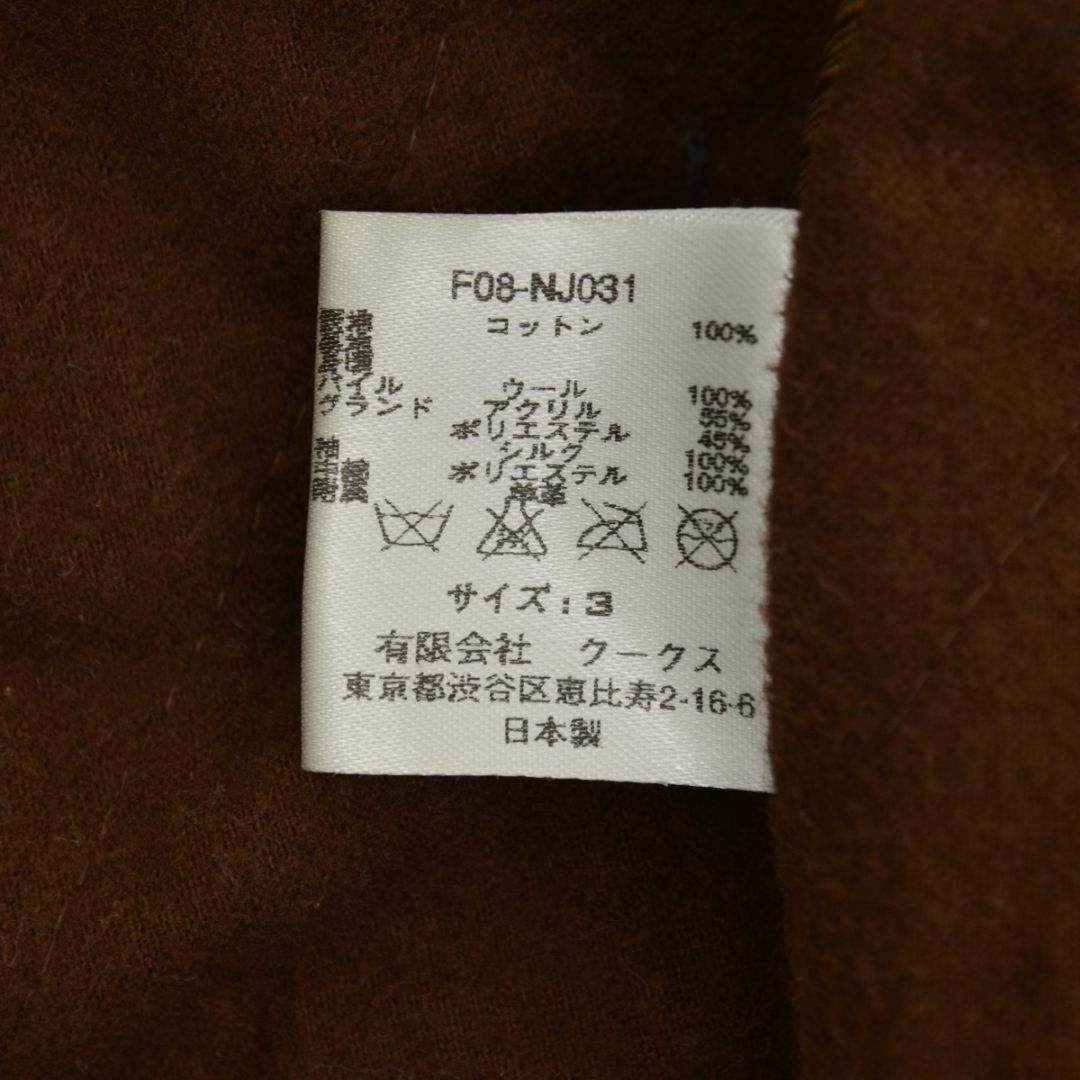 F08-NJ031
コットン 100%
パイル ウール 100%
グランド アクリル 55%
ポリエステル 45%
シルク 100%
ポリエステル 100%
羊革
サイズ:3
有限会社 クークス
東京都渋谷区恵比寿2-16-6
日本製